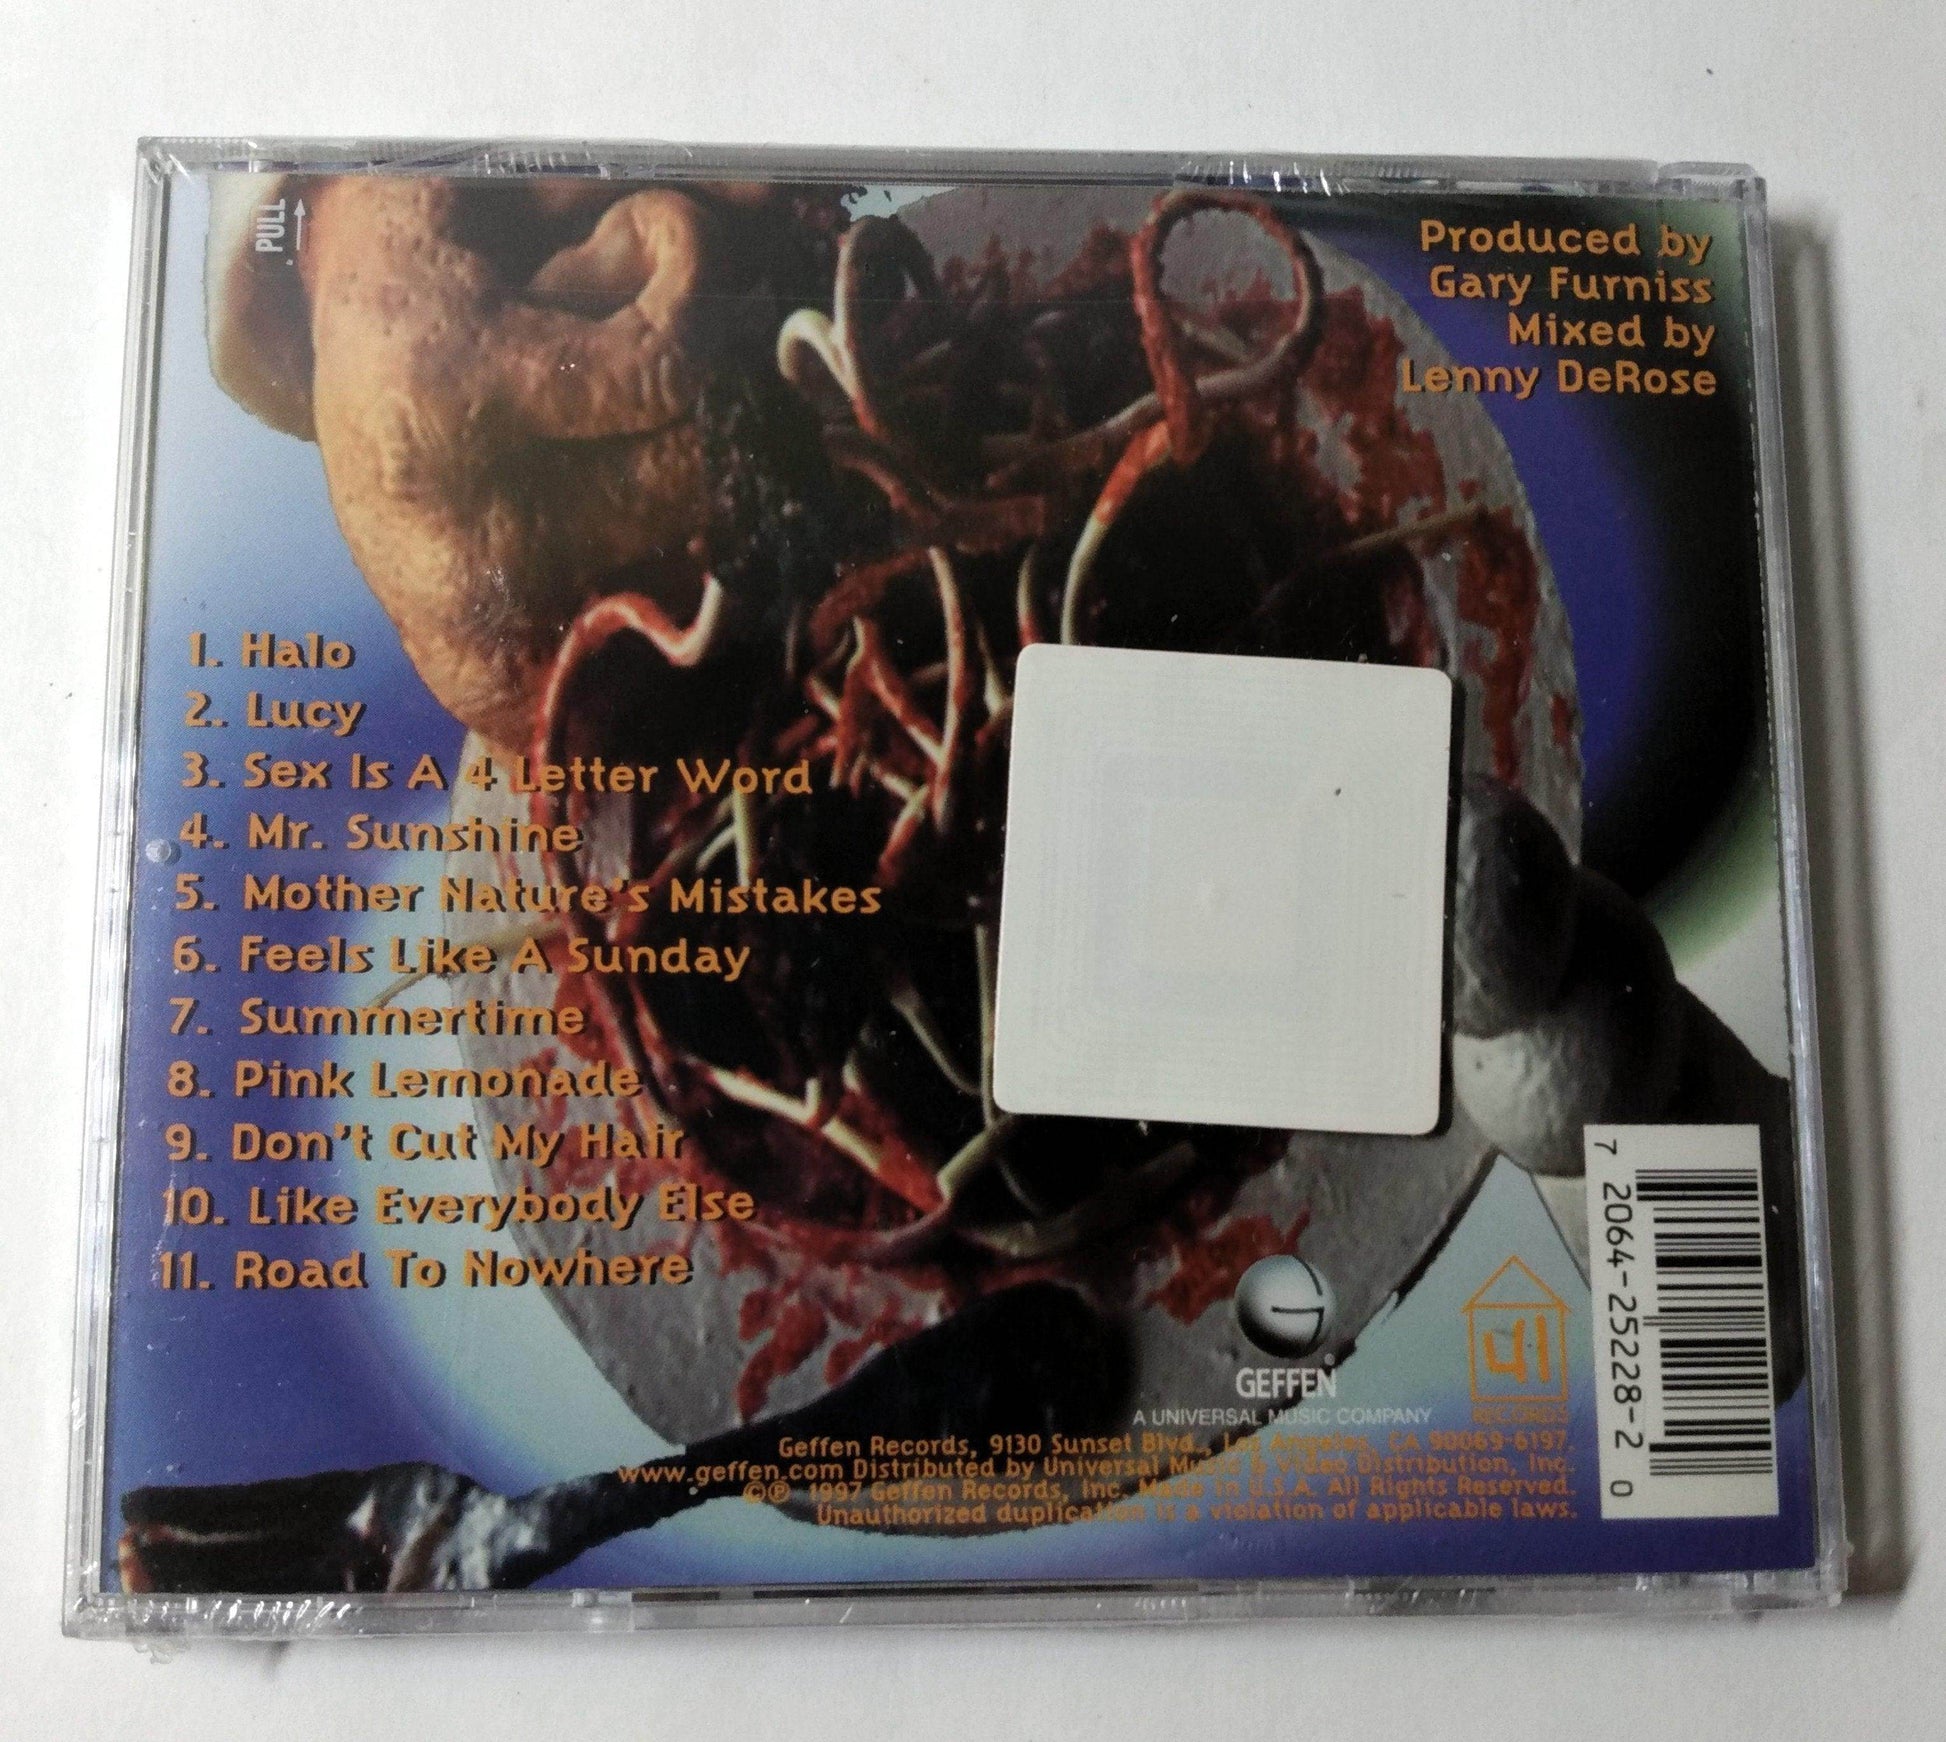 PULL
Produced by
Gary Furniss
Mixed by
Lenny DeRose
1. Halo
2. Lucy
3. Sex Is A 4 Letter Word
4. Mr. Sunshine
5. Mother Nature's Mistakes
6. Feels Like A Sunday
7. Summertime
8. Pink Lemonade
9. Don't Cut My Hair
10. Like Everybody Else
11. Road To Nowhere
GEFFEN
A UNIVERSAL MUSIC COMPANY
41
RECORDS
Geffen Records, 9130 Sunset Blvd., Los Angeles, CA 90069-6197.
www.geffen.com Distributed by Universal Music & Video Distribution, Inc.
©℗ 1997 Geffen Records, Inc. Made in U.S.A. All Rights Reserved.
Unauthorized duplication is a violation of applicable laws.
7 2064-25228-2 0